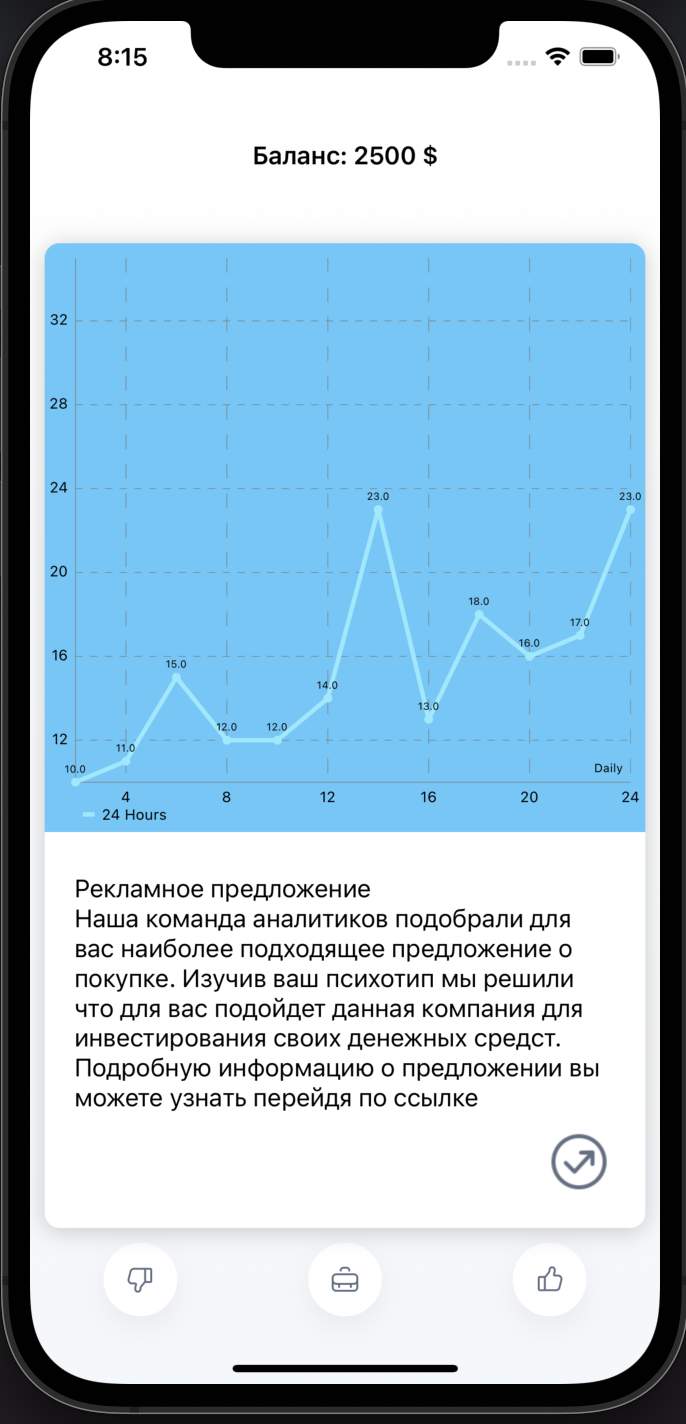 8:15
Баланс: 2500 $
32
28
24
23.0
23.0
20
18.0
17.0
16
16.0
15.0
14.0
13.0
12
12.0
12.0
11.0
10.0
Daily
4
8
12
16
20
24
24 Hours
Рекламное предложение
Наша команда аналитиков подобрали для
вас наиболее подходящее предложение о
покупке. Изучив ваш психотип мы решили
что для вас подойдет данная компания для
инвестирования своих денежных средст.
Подробную информацию о предложении вы
можете узнать перейдя по ссылке